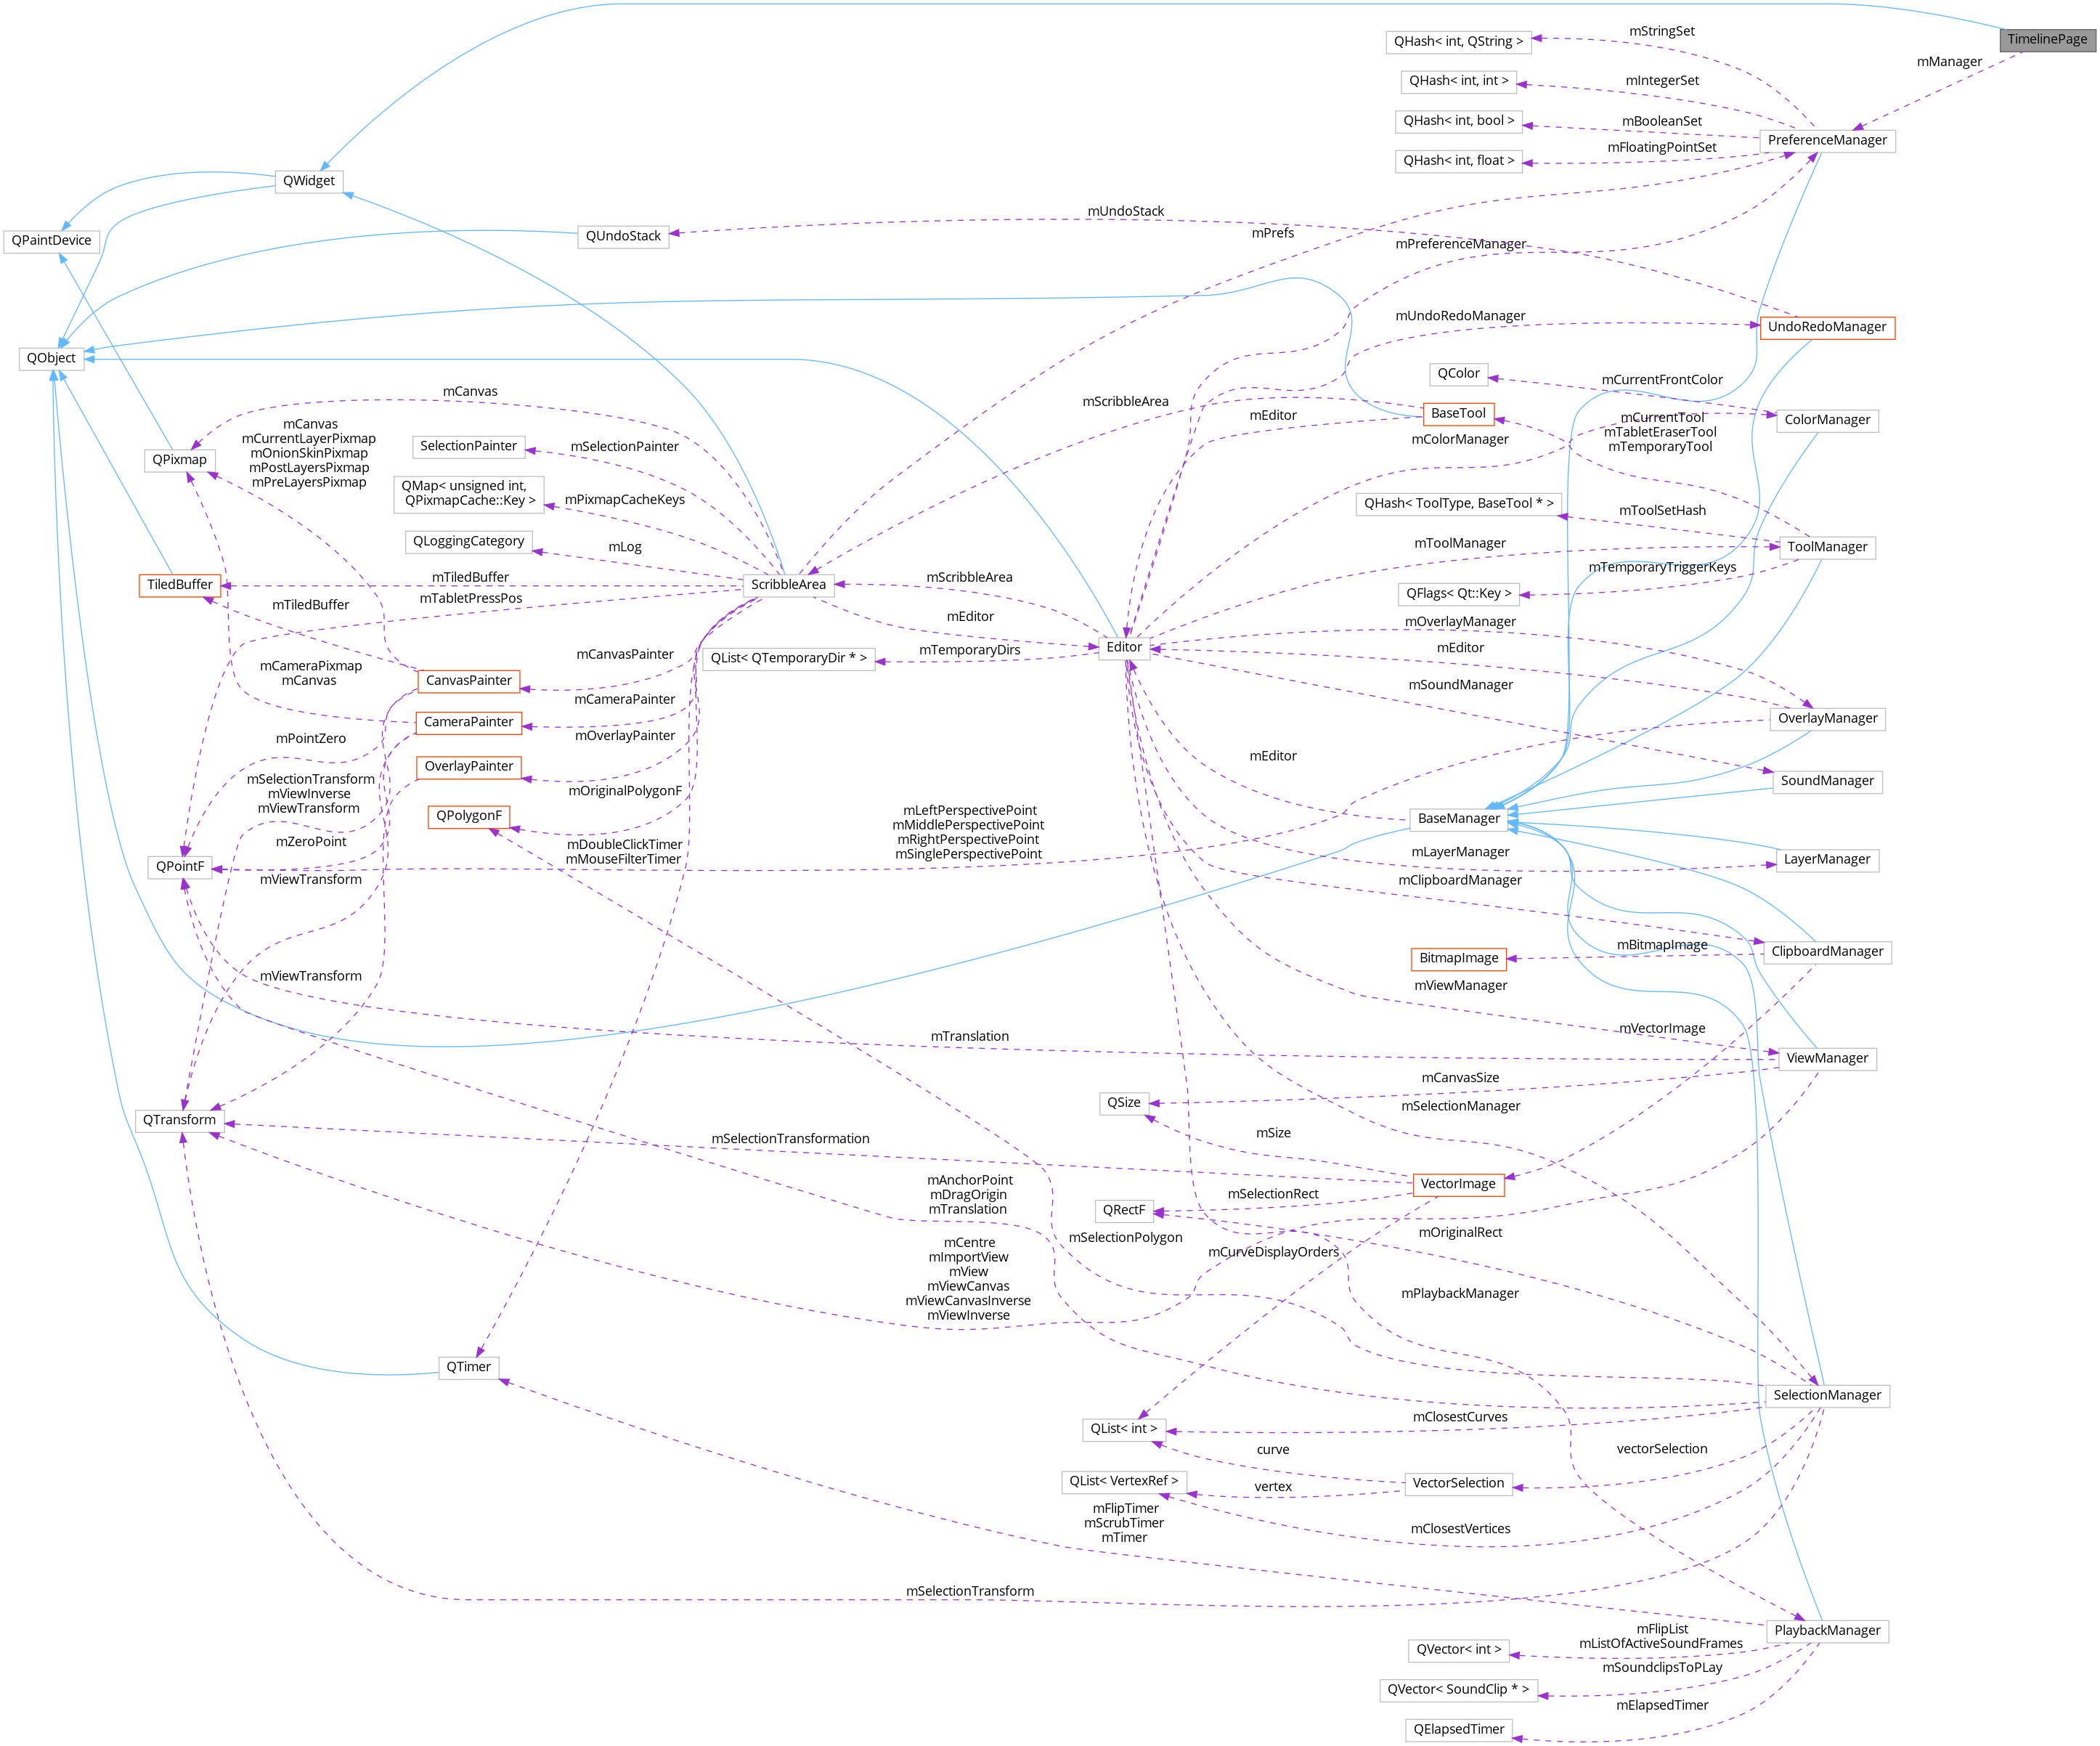 TimelinePage
mStringSet
QHash< int, QString >
mManager
mIntegerSet
QHash< int, int >
mBooleanSet
QHash< int, bool >
PreferenceManager
mFloatingPointSet
QHash< int, float >
QWidget
mUndoStack
mPrefs
QUndoStack
QPaintDevice
mPreferenceManager
mUndoRedoManager
UndoRedoManager
QObject
QColor
mCurrentFrontColor
mCanvas
mScribbleArea
mEditor
BaseTool
ColorManager
mCurrentTool
mTabletEraserTool
mTemporaryTool
mColorManager
mCanvas
mCurrentLayerPixmap
mOnionSkinPixmap
mPostLayersPixmap
mPreLayersPixmap
SelectionPainter
mSelectionPainter
QPixmap
QMap< unsigned int,
QPixmapCache::Key >
mPixmapCacheKeys
QHash< ToolType, BaseTool * >
mToolSetHash
QLoggingCategory
mLog
mToolManager
ToolManager
TiledBuffer
mTiledBuffer
ScribbleArea
mScribbleArea
mTemporaryTriggerKeys
mTabletPressPos
mTiledBuffer
QFlags< Qt::Key >
mEditor
mOverlayManager
Editor
mEditor
mTemporaryDirs
QList< QTemporaryDir * >
mCanvasPainter
mCameraPixmap
mCanvas
CanvasPainter
mSoundManager
mCameraPainter
CameraPainter
OverlayManager
mPointZero
mOverlayPainter
mEditor
OverlayPainter
mSelectionTransform
mViewInverse
mViewTransform
SoundManager
mOriginalPolygonF
QPolygonF
BaseManager
mLeftPerspectivePoint
mMiddlePerspectivePoint
mRightPerspectivePoint
mSinglePerspectivePoint
mZeroPoint
mDoubleClickTimer
mMouseFilterTimer
mLayerManager
LayerManager
QPointF
mViewTransform
mClipboardManager
mBitmapImage
ClipboardManager
BitmapImage
mViewTransform
mViewManager
mVectorImage
mTranslation
ViewManager
mCanvasSize
QSize
mSelectionManager
QTransform
mSelectionTransformation
mSize
VectorImage
mAnchorPoint
mDragOrigin
mTranslation
mSelectionRect
QRectF
mOriginalRect
mSelectionPolygon
mCurveDisplayOrders
mCentre
mImportView
mView
mViewCanvas
mViewCanvasInverse
mViewInverse
mPlaybackManager
QTimer
SelectionManager
mClosestCurves
QList< int >
curve
vectorSelection
QList< VertexRef >
vertex
VectorSelection
mFlipTimer
mScrubTimer
mTimer
mClosestVertices
mSelectionTransform
PlaybackManager
mFlipList
mListOfActiveSoundFrames
QVector< int >
mSoundclipsToPLay
QVector< SoundClip * >
mElapsedTimer
QElapsedTimer